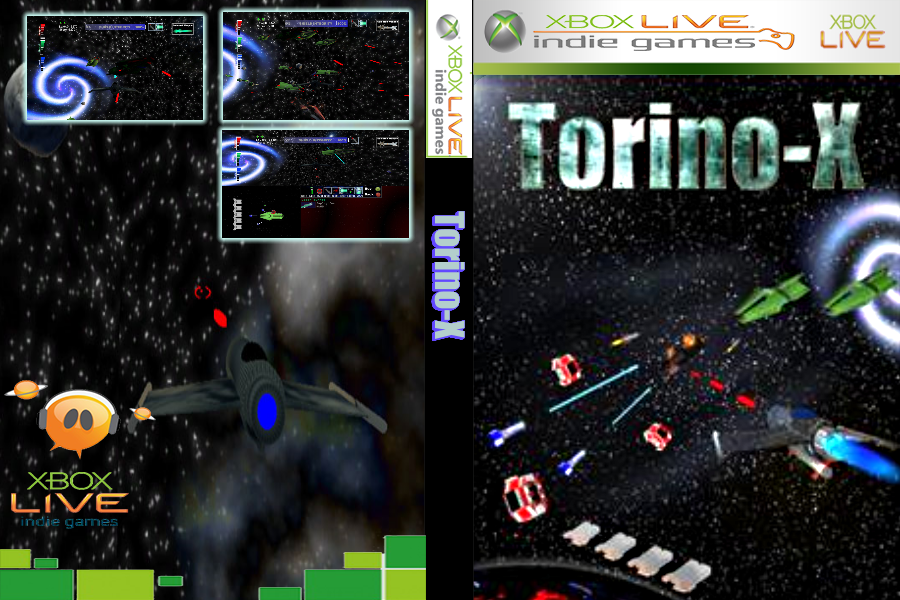 XBOX
LIVE
indie games
XBOX LIVE
indie games
Torino-X
XBOX LIVE
indie games
XBOX
LIVE
Torino-X